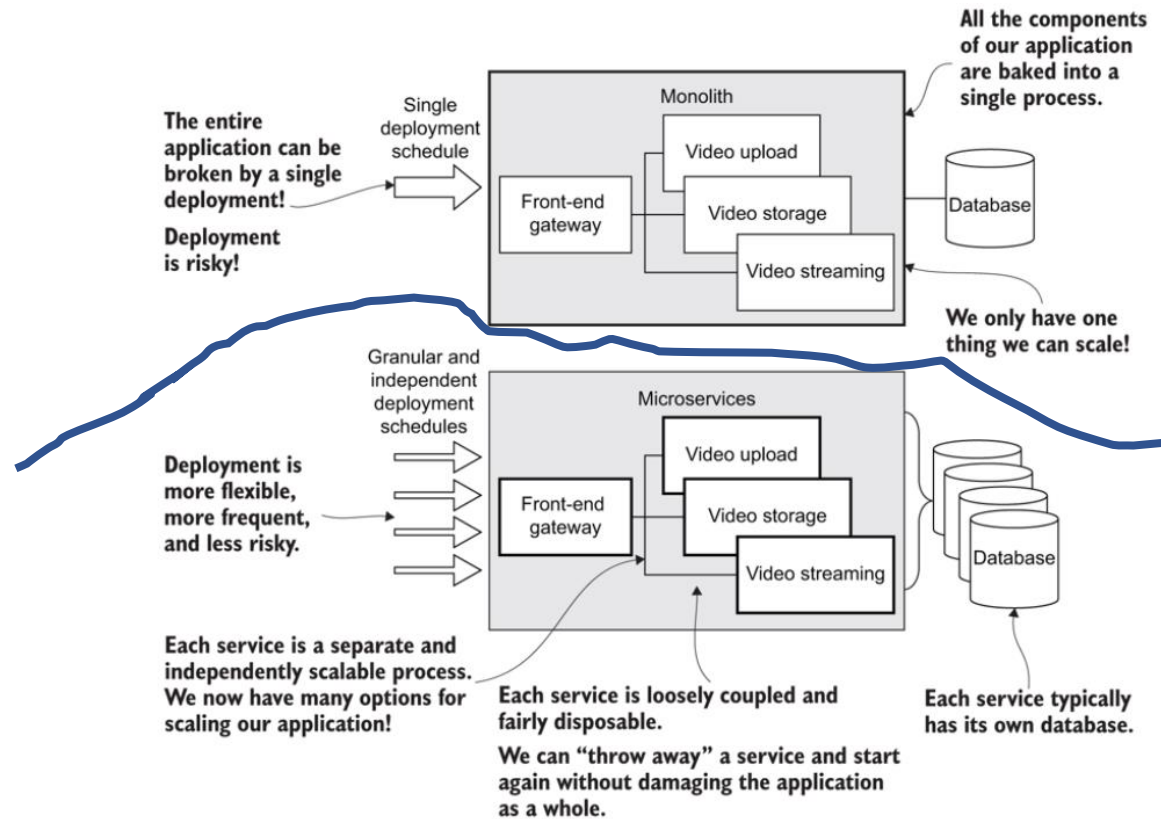 All the components
of our application
are baked into a
single process.
Monolith
Single
deployment
schedule
The entire
application can be
broken by a single
deployment!
Deployment
is risky!
Video upload
Front-end
gateway
Video storage
Database
Video streaming
We only have one
thing we can scale!
Granular and
independent
deployment
schedules
Microservices
Deployment is
more flexible,
more frequent,
and less risky.
Video upload
Front-end
gateway
Video storage
Video streaming
Database
Each service is a separate and
independently scalable process.
We now have many options for
scaling our application!
Each service is loosely coupled and
fairly disposable.
We can “throw away” a service and start
again without damaging the application
as a whole.
Each service typically
has its own database.